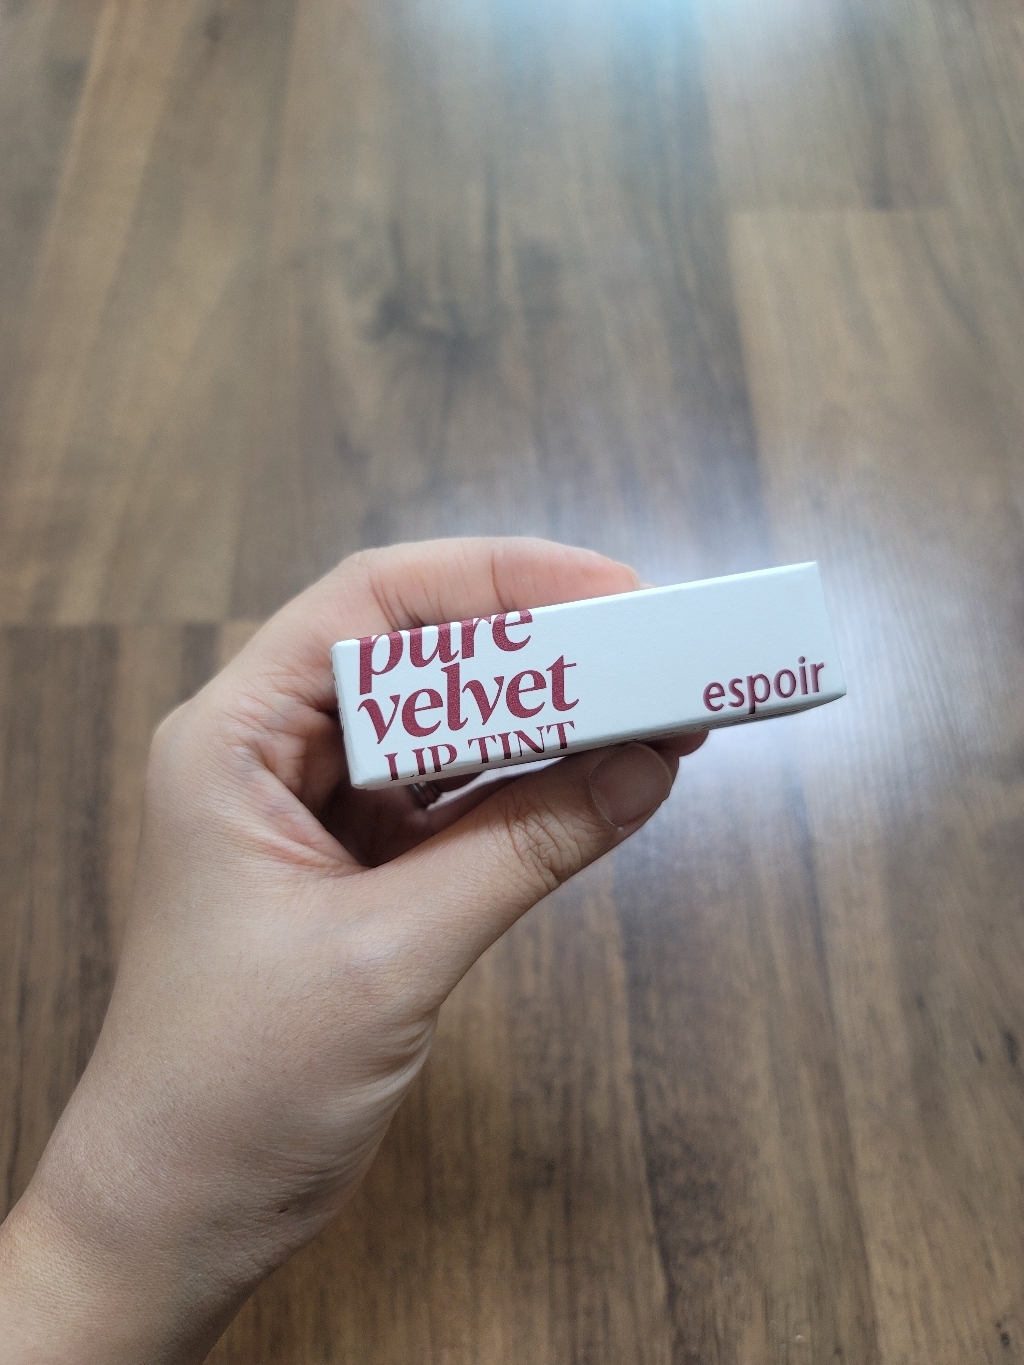 pure
velvet
LIP TINT
espoir